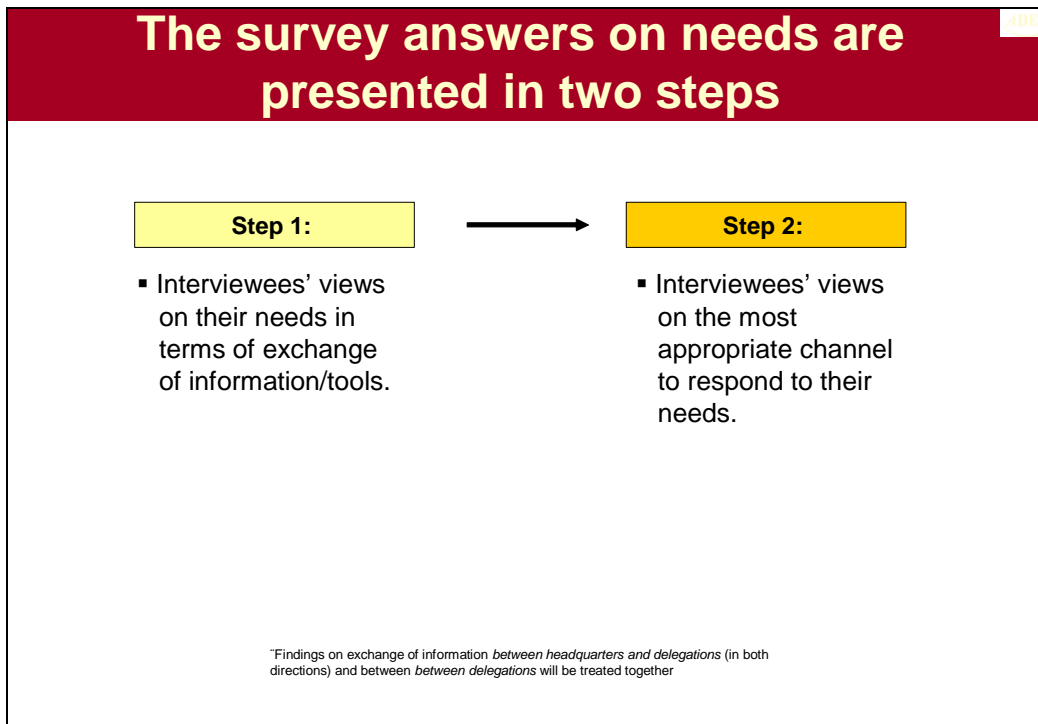 The survey answers on needs are
presented in two steps
ADE
Step 1:
▪ Interviewees’ views
on their needs in
terms of exchange
of information/tools.
Step 2:
▪ Interviewees’ views
on the most
appropriate channel
to respond to their
needs.
¨Findings on exchange of information between headquarters and delegations (in both
directions) and between between delegations will be treated together